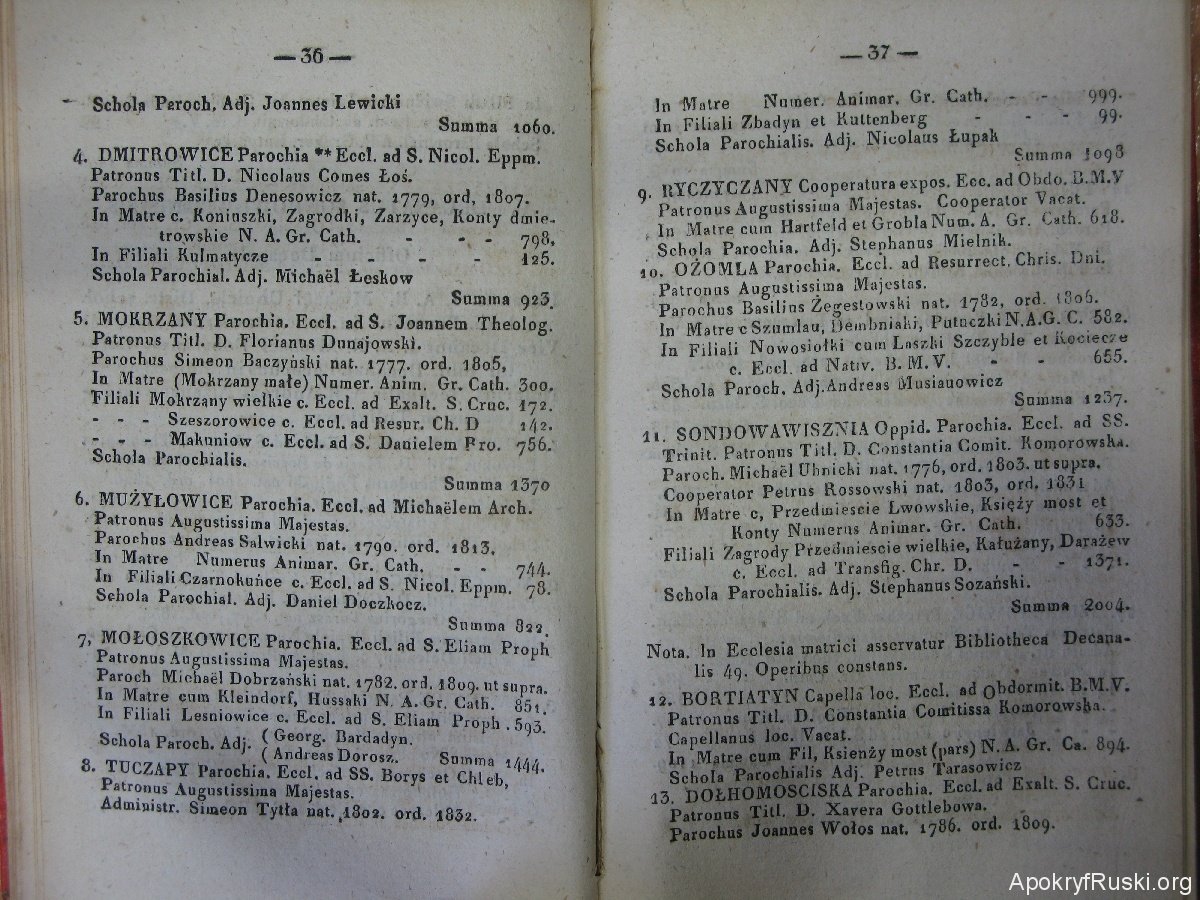 — 36 —
Schola Paroch. Adj. Joannes Lewicki
Summa 1060.
4. DMITROWICE Parochia ** Eccl. ad S. Nicol. Eppm.
Patronus Titl. D. Nicolaus Comes Łoś.
Parochus Basilius Denesowicz nat. 1779, ord, 1807.
In Matre c. Koniuszki, Zagrodki, Zarzyce, Konty dmie-
trowskie N. A. Gr. Cath. - - - 798,
In Filiali Kulmatycze - - - - 125.
Schola Parochial. Adj. Michaël Łeskow
Summa 923.
5. MOKRZANY Parochia. Eccl. ad S. Joannem Theolog.
Patronus Titl. D. Florianus Dunajowski.
Parochus Simeon Baczyński nat. 1777. ord. 1805,
In Matre (Mokrzany małe) Numer. Anim. Gr. Cath. 300.
Filiali Mokrzany wielkie c. Eccl. ad Exalt. S. Cruc. 172.
- - - Szeszorowice c. Eccl. ad Resur. Ch. D 142.
- - - Makuniow c. Eccl. ad S. Danielem Pro. 756.
Schola Parochialis.
Summa 1370
6. MUŻYŁOWICE Parochia. Eccl. ad Michaëlem Arch.
Patronus Augustissima Majestas.
Parochus Andreas Salwicki nat. 1790. ord. 1813,
In Matre Numerus Animar. Gr. Cath. - - 744.
In Filiali Czarnokuńce c. Eccl. ad S. Nicol. Eppm. 78.
Schola Parochial. Adj. Daniel Doczkocz.
Summa 822.
7, MOŁOSZKOWICE Parochia. Eccl. ad S. Eliam Proph
Patronus Augustissima Majestas.
Paroch Michaël Dobrzański nat. 1782. ord. 1809. ut supra.
In Matre cum Kleindorf, Hussaki N. A. Gr. Cath. 851.
In Filiali Lesniowice c. Eccl. ad S. Eliam Proph . 593.
Schola Paroch. Adj. ( Georg. Bardadyn.
( Andreas Dorosz. Summa 1444.
8. TUCZAPY Parochia. Eccl. ad SS. Borys et Chleb,
Patronus Augustissima Majestas.
Administr. Simeon Tytła nat. 1802. ord. 1832.
— 37 —
In Matre Numer. Animar. Gr. Cath. - - 999.
In Filiali Zbadyn et Kuttenberg - - - 99.
Schola Parochialis. Adj. Nicolaus Łupak
Summa 1098
9. RYCZYCZANY Cooperatura expos. Ecc. ad Obdo. B.M.V
Patronus Augustissima Majestas. Cooperator Vacat.
In Matre cum Hartfeld et Grobla Num. A. Gr. Cath. 618.
Schola Parochia. Adj. Stephanus Mielnik.
10. OŻOMLA Parochia. Eccl. ad Resurrect. Chris. Dni.
Patronus Augustissima Majestas.
Parochus Basilius Żegestowski nat. 1782, ord. 1806.
In Matre c Szumlau, Dembniaki, Putuczki N.A.G. C. 582.
In Filiali Nowosiołki cum Laszki Szczyble et Kociecze
c. Eccl. ad Nativ. B. M. V. - - 655.
Schola Paroch. Adj. Andreas Musianowicz
Summa 1237.
11. SONDOWAWISZNIA Oppid. Parochia. Eccl. ad SS.
Trinit. Patronus Titl. D. Constantia Comit. Komorowska.
Paroch. Michaël Uhnicki nat. 1776, ord. 1803. ut supra.
Cooperator Petrus Rossowski nat. 1803, ord. 1831
In Matre c, Przedmiescie Lwowskie, Księży most et
Konty Numerus Animar. Gr. Cath. 633.
Filiali Zagrody Przedmiescie wielkie, Kałużany, Darażew
c. Eccl. ad Transfig. Chr. D. - - 1371.
Schola Parochialis. Adj. Stephanus Sozański.
Summa 2004.
Nota. In Ecclesia matrici asservatur Bibliotheca Decana-
lis 49. Operibus constans.
12. BORTIATYN Capella loc. Eccl. ad Obdormit. B.M.V.
Patronus Titl. D. Constantia Comitissa Komorowska.
Capellanus loc. Vacat.
In Matre cum Fil, Ksienży most (pars) N. A. Gr. Ca. 894.
Schola Parochialis Adj. Petrus Tarasowicz
13. DOŁHOMOSCISKA Parochia. Eccl. ad Exalt. S. Cruc.
Patronus Titl. D. Xavera Gottlebowa.
Parochus Joannes Wołos nat. 1786. ord. 1809.
ApokryfRuski.org